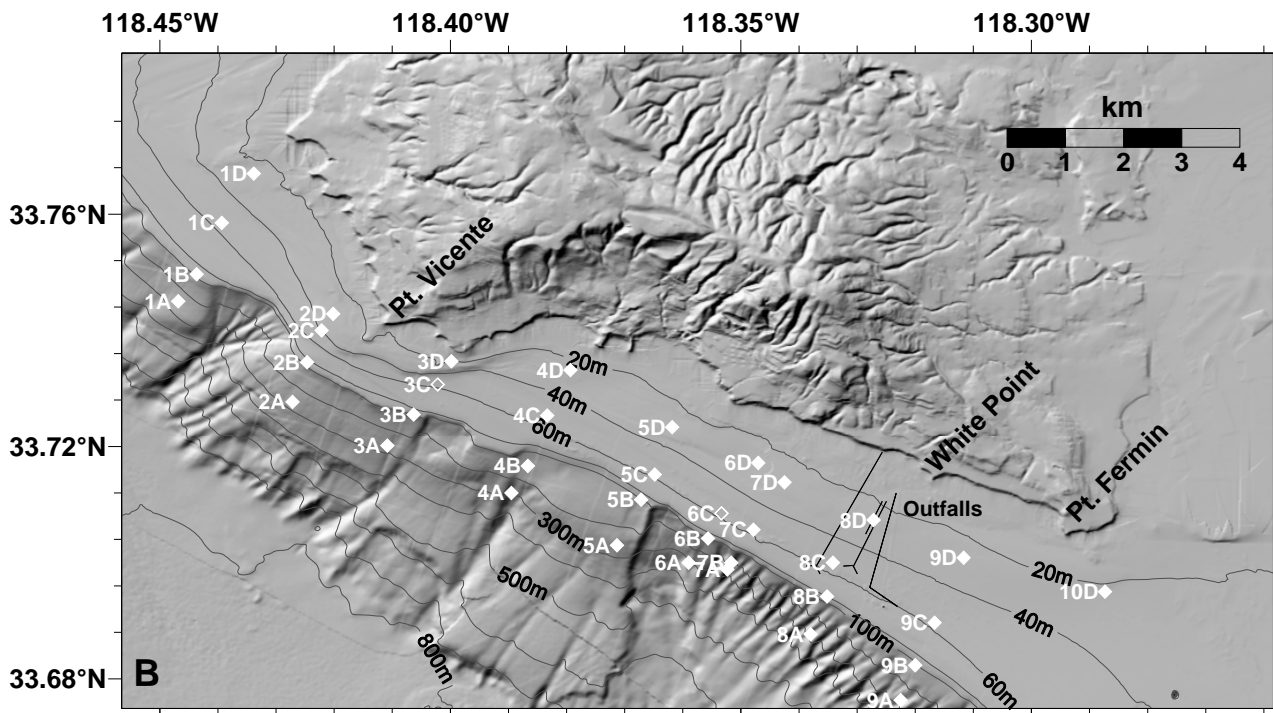 118.45°W 118.40°W 118.35°W 118.30°W
km
0 1 2 3 4
1D
33.76°N
1C
Pt. Vicente
1B
1A
2D
2C
2B
3D
20m
4D
3C
40m
2A
3B
4C
60m
5D
White Point
33.72°N
3A
4B
6D
5C
7D
Pt. Fermin
4A
5B
6C
Outfalls
300m
7C
8D
6B
5A
6A
7B
7A
8C
9D
20m
500m
10D
8B
40m
100m
9C
8A
800m
9B
33.68°N
B
60m
9A